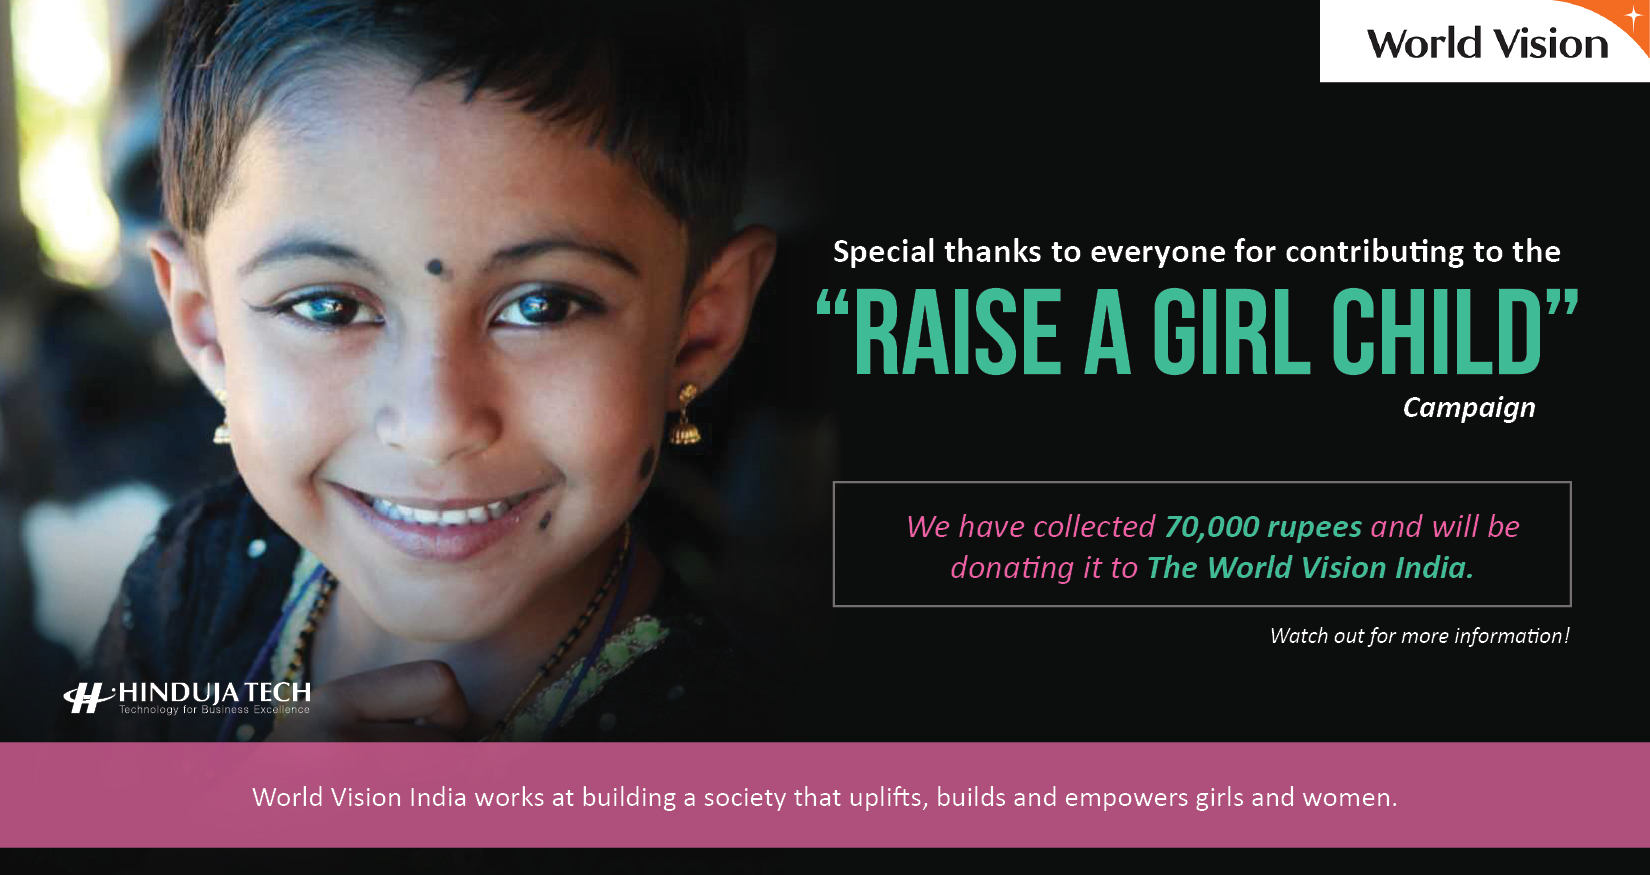 World Vision
Special thanks to everyone for contributing to the
“RAISE A GIRL CHILD”
Campaign
We have collected 70,000 rupees and will be
donating it to The World Vision India.
Watch out for more information!
HINDUJA TECH
Technology for Business Excellence
World Vision India works at building a society that uplifts, builds and empowers girls and women.